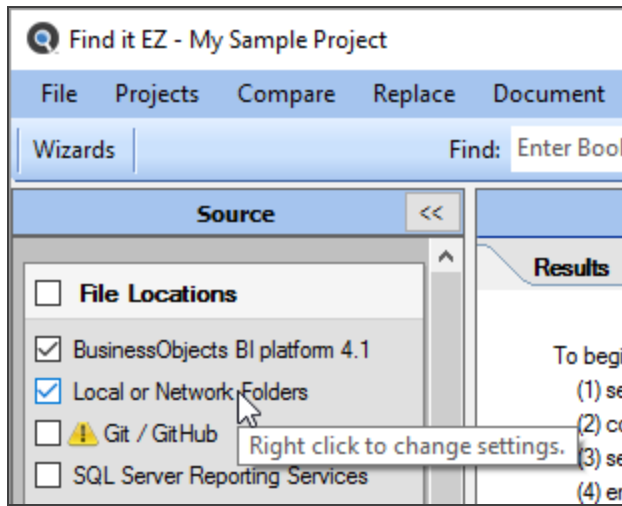 Find it EZ - My Sample Project
File Projects Compare Replace Document
Wizards Find: Enter
Source <<
File Locations
Results
BusinessObjects BI platform 4.1
To
Local or Network Folders
(1)
Git / GitHub
(2)
Right click to change settings.
(3)
SQL Server Reporting Services
(4)